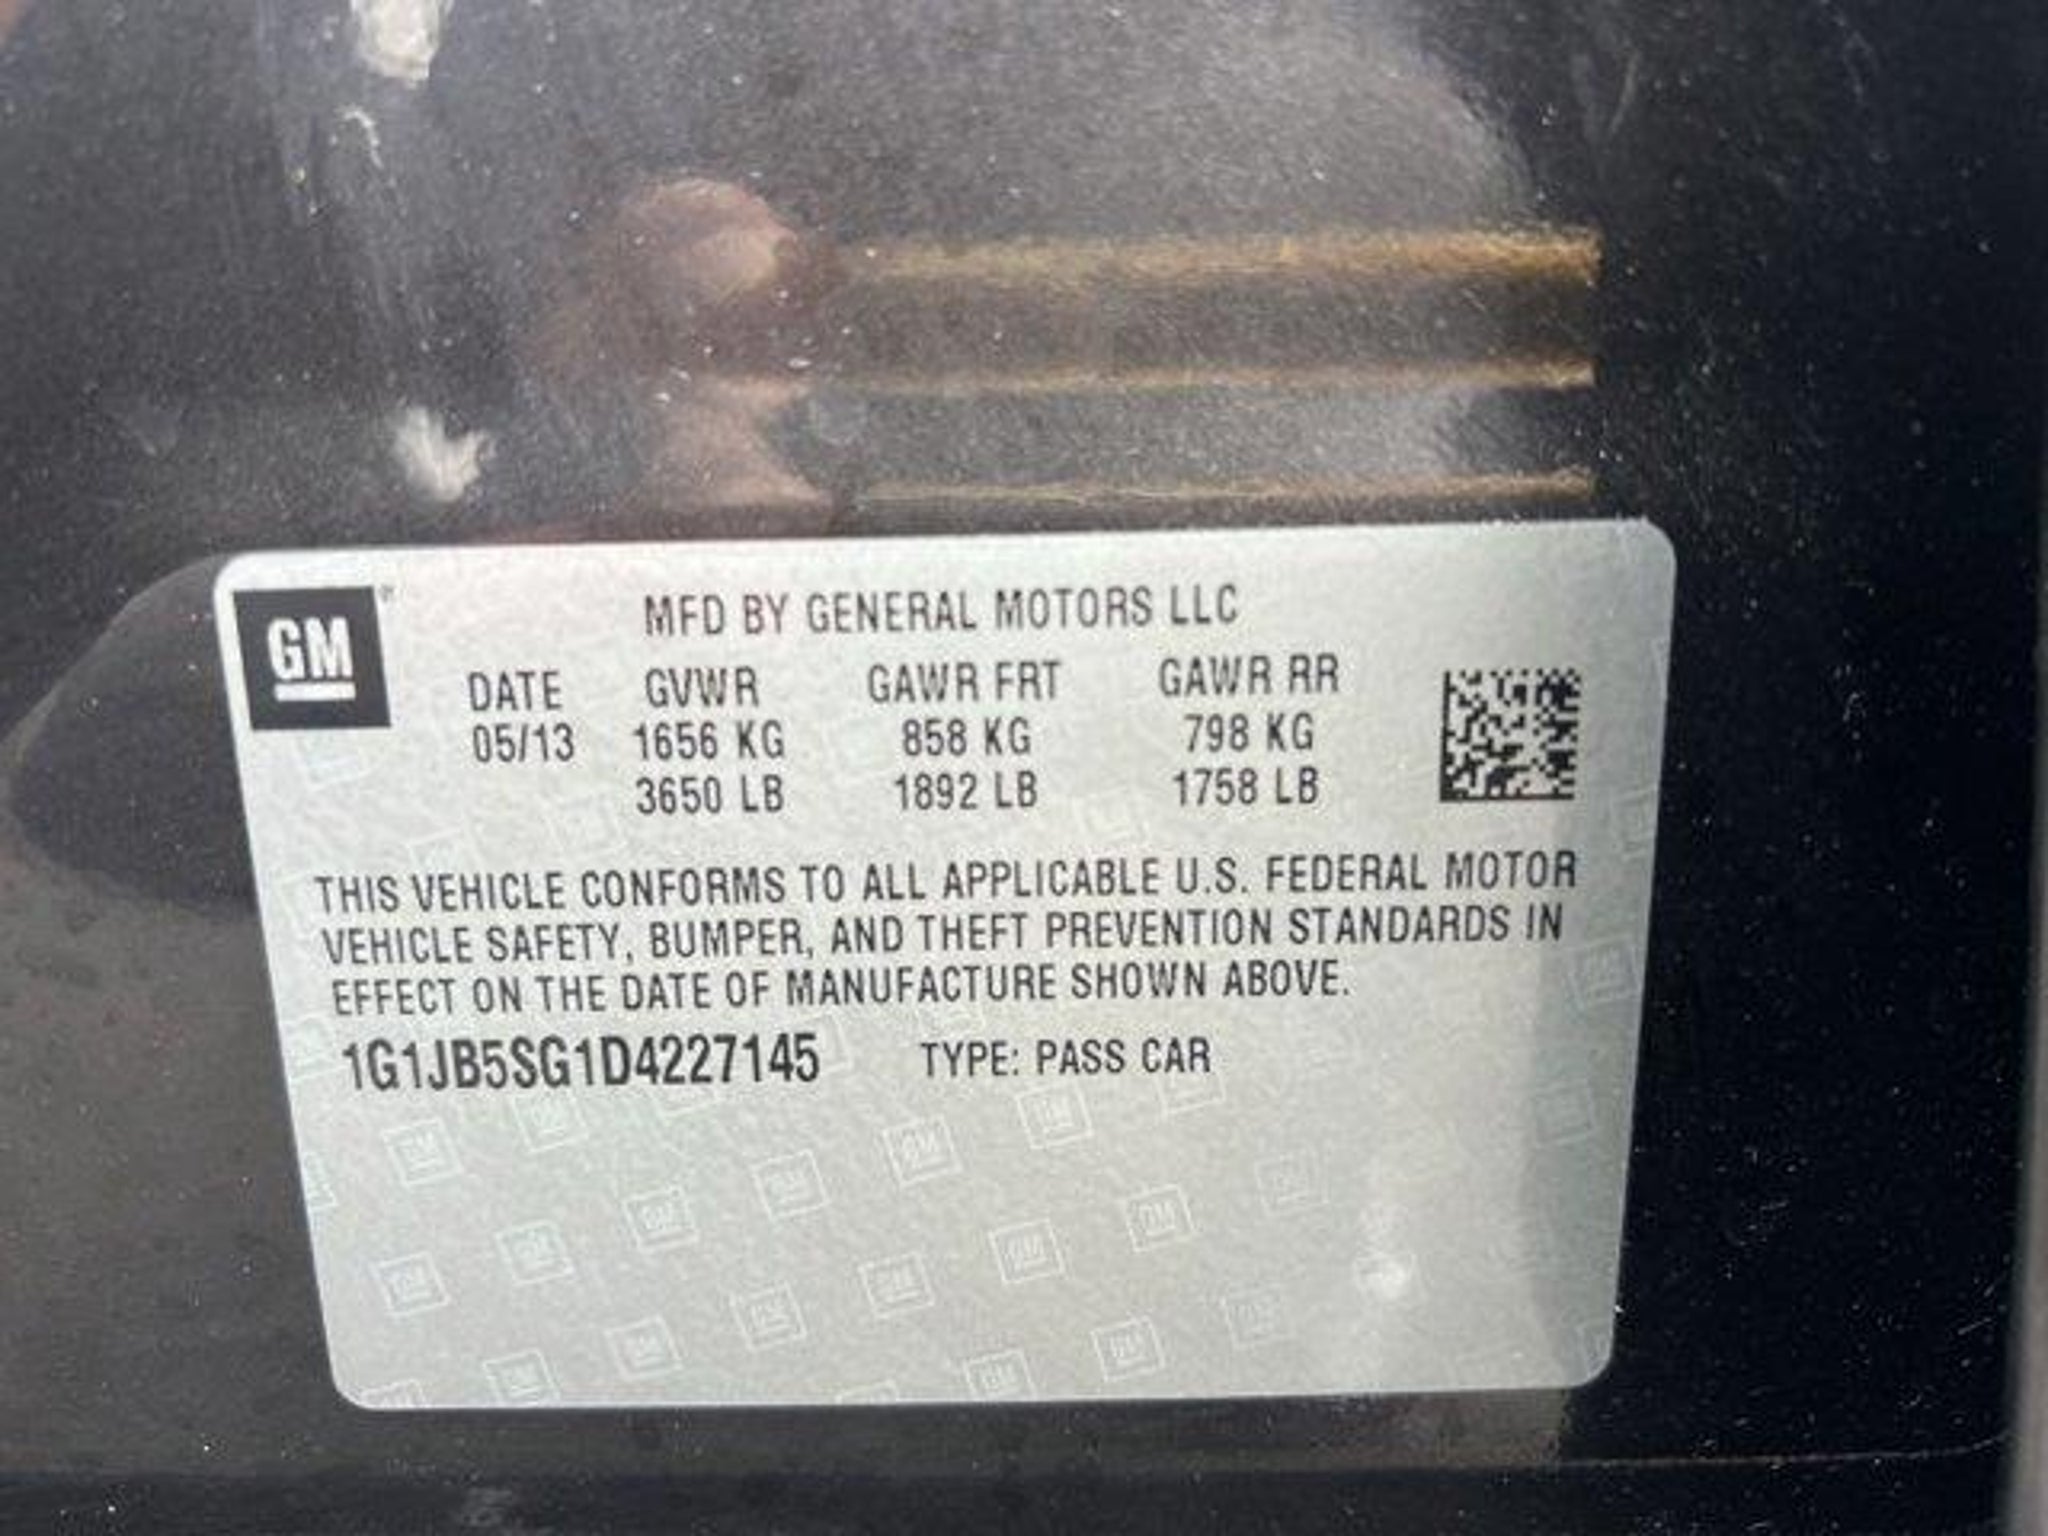 GM
MFD BY GENERAL MOTORS LLC
DATE GVWR GAWR FRT GAWR RR
05/13 1656 KG 858 KG 798 KG
3650 LB 1892 LB 1758 LB
THIS VEHICLE CONFORMS TO ALL APPLICABLE U.S. FEDERAL MOTOR
VEHICLE SAFETY, BUMPER, AND THEFT PREVENTION STANDARDS IN
EFFECT ON THE DATE OF MANUFACTURE SHOWN ABOVE.
1G1JB5SG1D4227145 TYPE: PASS CAR